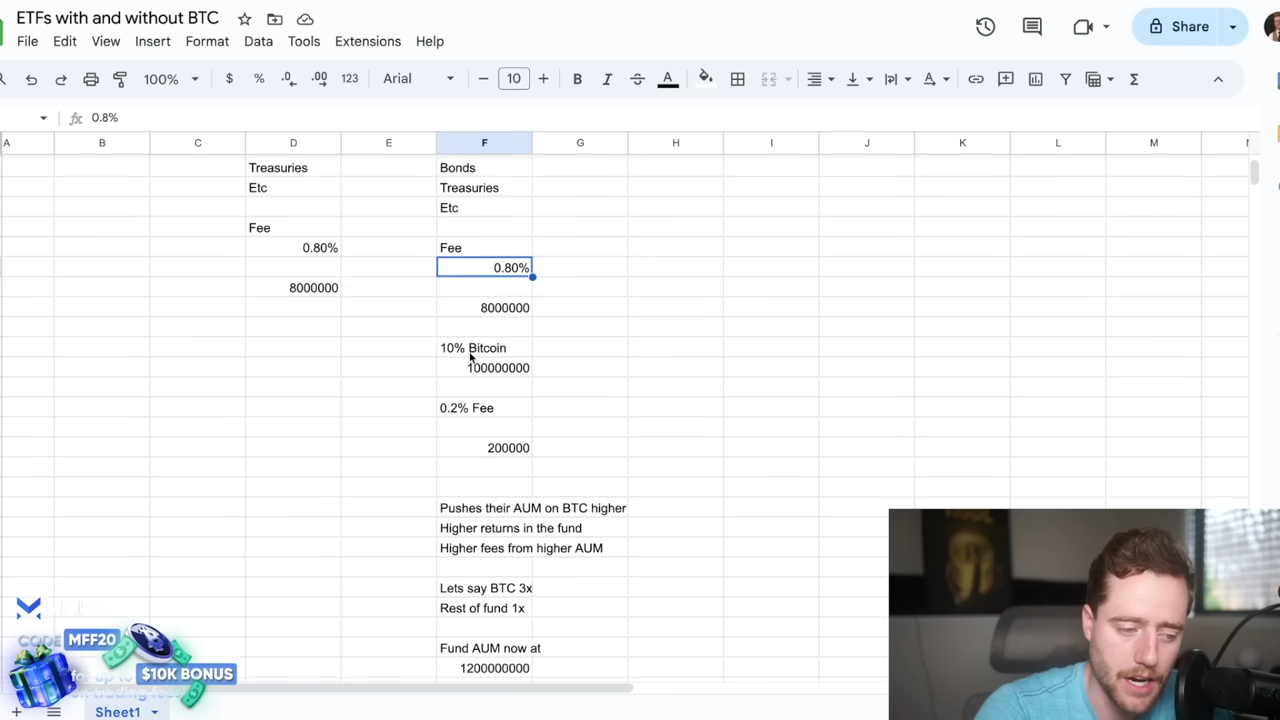 ETFs with and without BTC
File Edit View Insert Format Data Tools Extensions Help
Share
100% $ % .0 .00 123 Arial 10 B I A
fx 0.8%
A B C D E F G H I J K L M
Treasuries Bonds
Etc Treasuries
Etc
Fee
0.80% Fee
0.80%
8000000
8000000
10% Bitcoin
100000000
0.2% Fee
200000
Pushes their AUM on BTC higher
Higher returns in the fund
Higher fees from higher AUM
Lets say BTC 3x
Rest of fund 1x
Fund AUM now at
1200000000
CODE MFF20
$10K BONUS
on trading fees
Sheet1